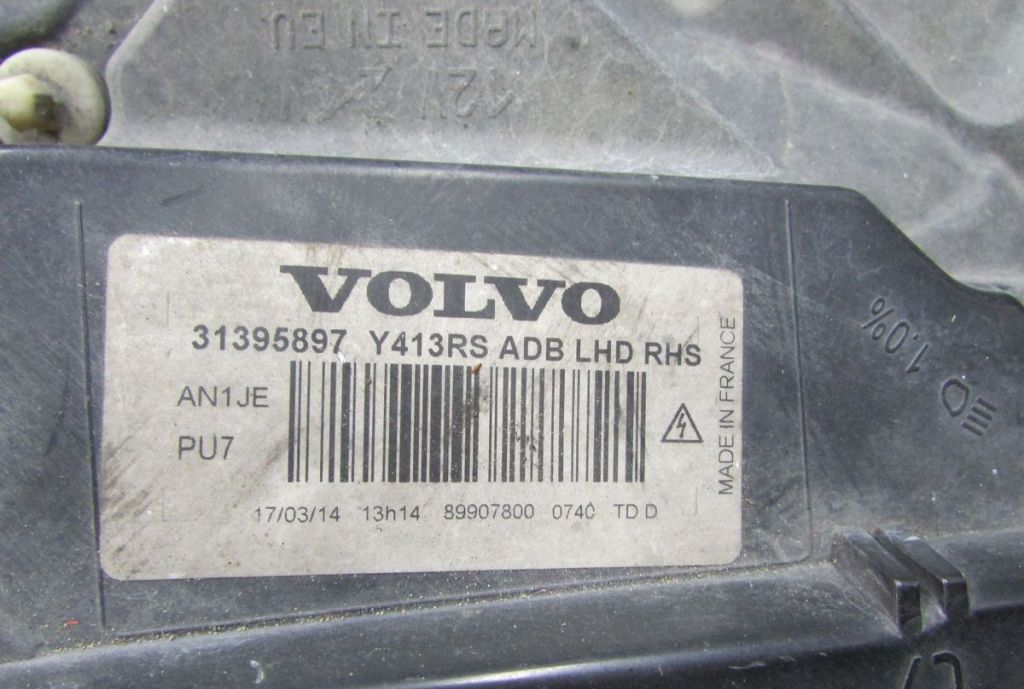 MADE IN EU
VOLVO
31395897 Y413RS ADB LHD RHS
AN1JE
PU7
MADE IN FRANCE
17/03/14 13h14 89907800 0740 TD D
1.0%